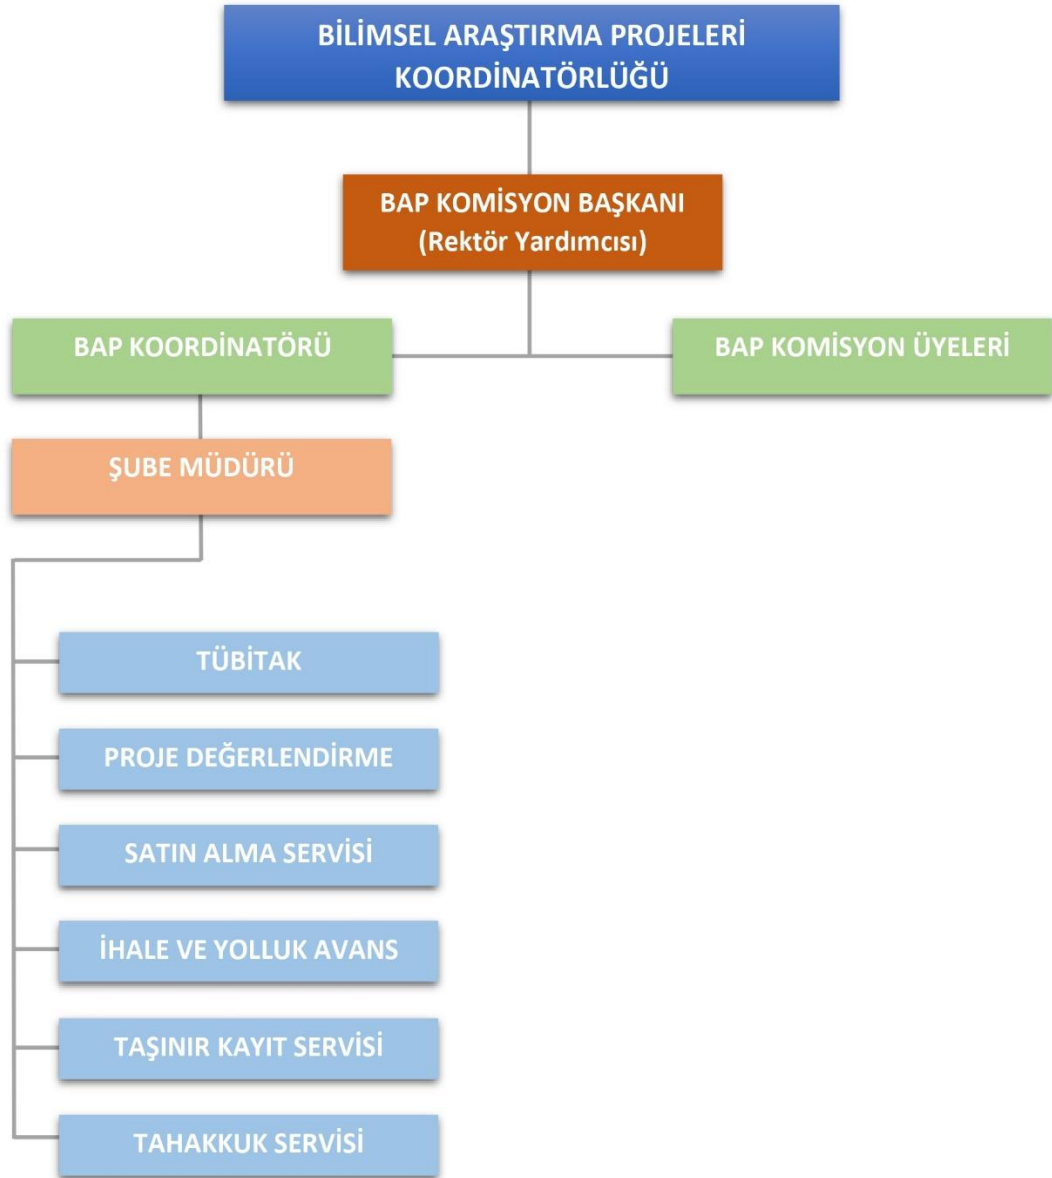 BİLİMSEL ARAŞTIRMA PROJELERİ
KOORDİNATÖRLÜĞÜ
BAP KOMİSYON BAŞKANI
(Rektör Yardımcısı)
BAP KOORDİNATÖRÜ
BAP KOMİSYON ÜYELERİ
ŞUBE MÜDÜRÜ
TÜBİTAK
PROJE DEĞERLENDİRME
SATIN ALMA SERVİSİ
İHALE VE YOLLUK AVANS
TAŞINIR KAYIT SERVİSİ
TAHAKKUK SERVİSİ